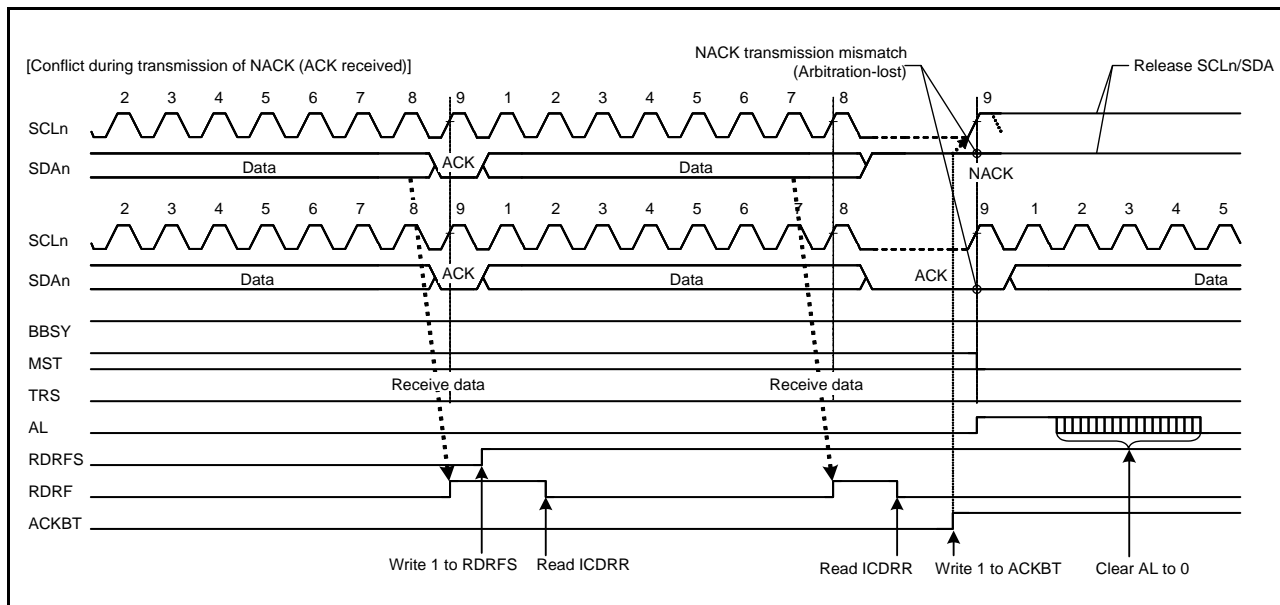 [Conflict during transmission of NACK (ACK received)]
NACK transmission mismatch
(Arbitration-lost)
Release SCLn/SDA
2 3 4 5 6 7 8 9 1 2 3 4 5 6 7 8 9
SCLn
SDAn
Data ACK Data NACK
2 3 4 5 6 7 8 9 1 2 3 4 5 6 7 8 9 1 2 3 4 5
SCLn
SDAn
Data ACK Data ACK Data
BBSY
MST
Receive data Receive data
TRS
AL
RDRFS
RDRF
ACKBT
Write 1 to RDRFS Read ICDRR Read ICDRR Write 1 to ACKBT Clear AL to 0